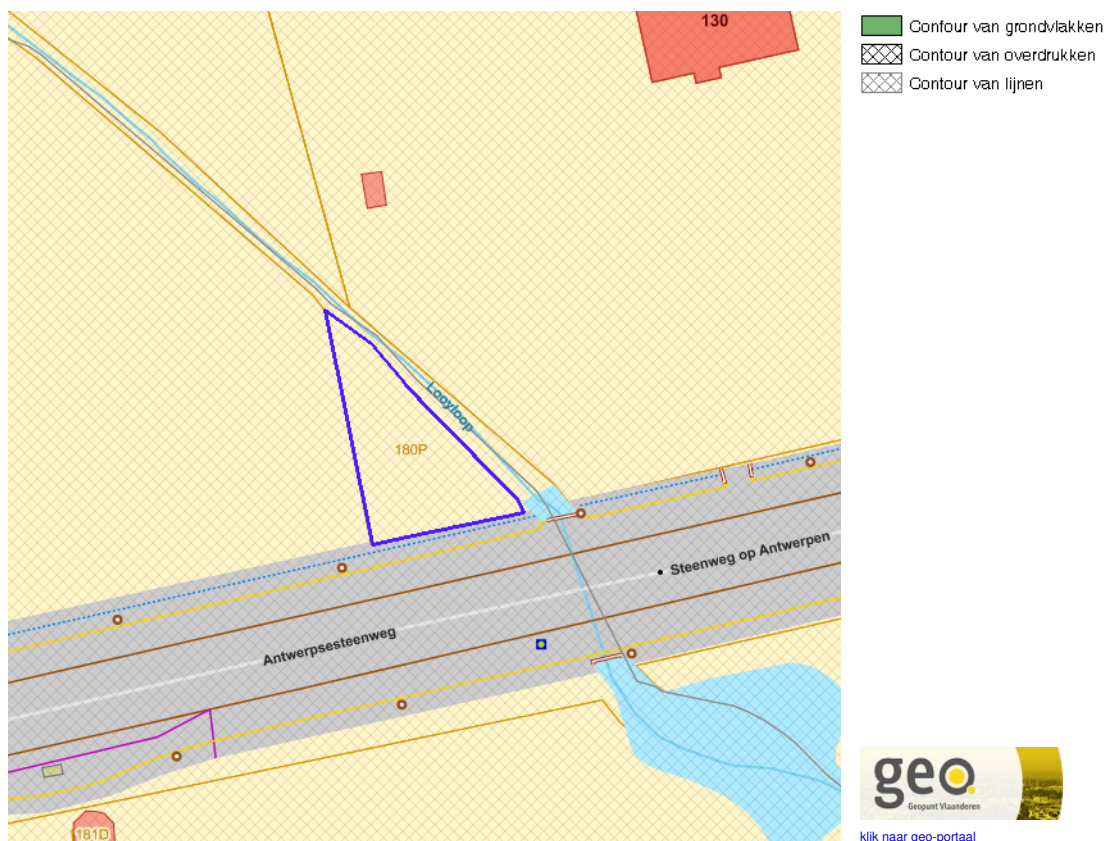 130
Contour van grondvlakken
Contour van overdrukken
Contour van lijnen
Looyloop
180P
Steenweg op Antwerpen
Antwerpsesteenweg
181D
geo
Geopunt Vlaanderen
klik naar geo-portaal